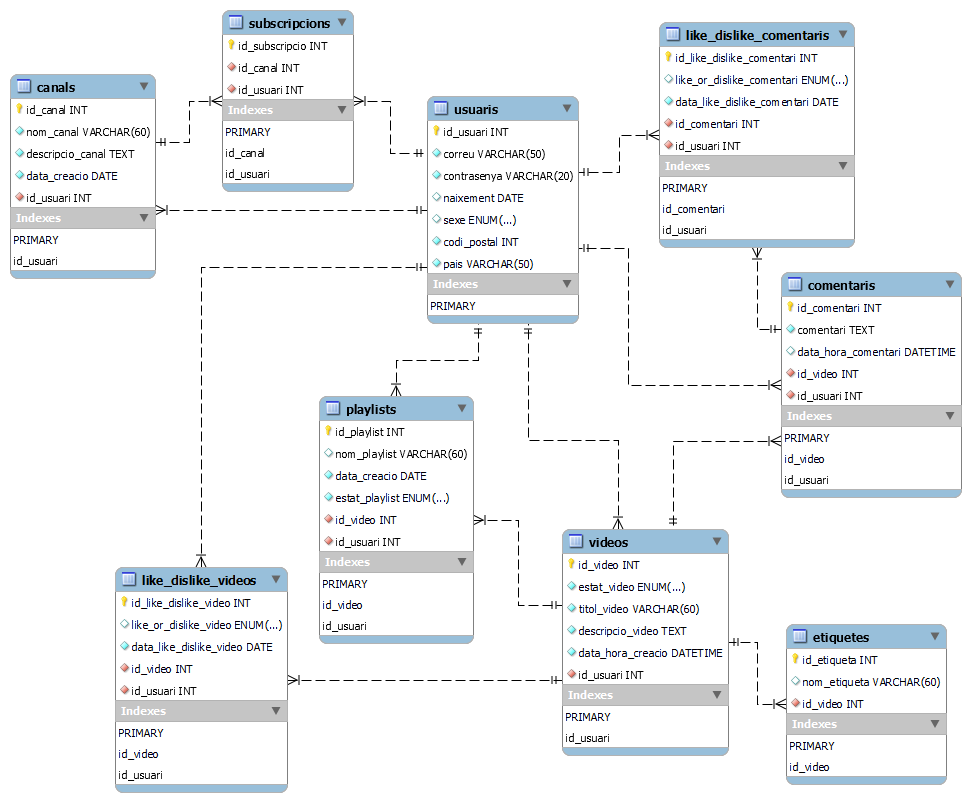 subscripcions
id_subscripcio INT
id_canal INT
id_usuari INT
Indexes
PRIMARY
id_canal
id_usuari
like_dislike_comentaris
id_like_dislike_comentari INT
like_or_dislike_comentari ENUM(...)
data_like_dislike_comentari DATE
id_comentari INT
id_usuari INT
Indexes
PRIMARY
id_comentari
id_usuari
canals
id_canal INT
nom_canal VARCHAR(60)
descripcio_canal TEXT
data_creacio DATE
id_usuari INT
Indexes
PRIMARY
id_usuari
usuaris
id_usuari INT
correu VARCHAR(50)
contrasenya VARCHAR(20)
naixement DATE
sexe ENUM(...)
codi_postal INT
pais VARCHAR(50)
Indexes
PRIMARY
comentaris
id_comentari INT
comentari TEXT
data_hora_comentari DATETIME
id_video INT
id_usuari INT
Indexes
PRIMARY
id_video
id_usuari
playlists
id_playlist INT
nom_playlist VARCHAR(60)
data_creacio DATE
estat_playlist ENUM(...)
id_video INT
id_usuari INT
Indexes
PRIMARY
id_video
id_usuari
videos
id_video INT
estat_video ENUM(...)
titol_video VARCHAR(60)
descripcio_video TEXT
data_hora_creacio DATETIME
id_usuari INT
Indexes
PRIMARY
id_usuari
like_dislike_videos
id_like_dislike_video INT
like_or_dislike_video ENUM(...)
data_like_dislike_video DATE
id_video INT
id_usuari INT
Indexes
PRIMARY
id_video
id_usuari
etiquetes
id_etiqueta INT
nom_etiqueta VARCHAR(60)
id_video INT
Indexes
PRIMARY
id_video